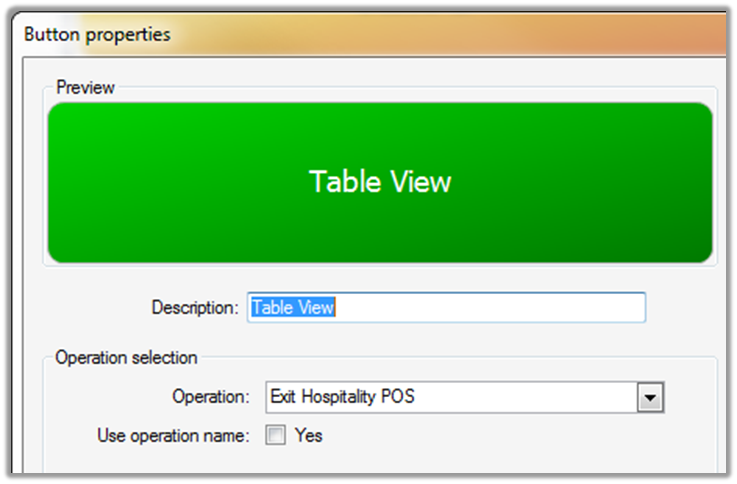 Button properties
Preview
Table View
Description: Table View
Operation selection
Operation: Exit Hospitality POS
Use operation name: Yes